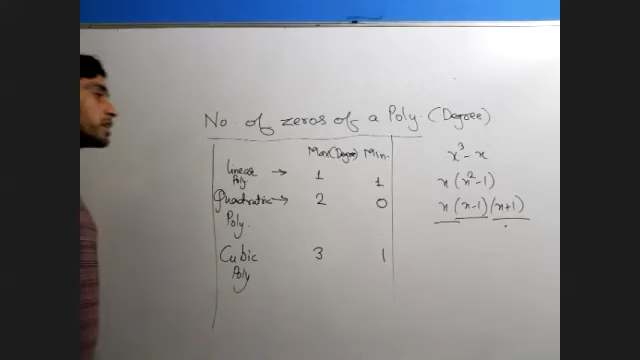 No. of zeros of a Poly. (Degree)
Max(Degree) Min.
Linear Poly → 1 1
Quadratic Poly. → 2 0
Cubic Poly 3 1
x³ - x
x(x²-1)
x(x-1)(x+1)